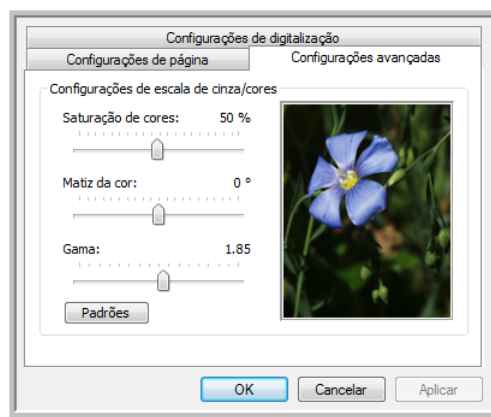 Configurações de digitalização
Configurações de página
Configurações avançadas
Configurações de escala de cinza/cores
Saturação de cores: 50 %
Matiz da cor: 0 °
Gama: 1.85
Padrões
OK
Cancelar
Aplicar